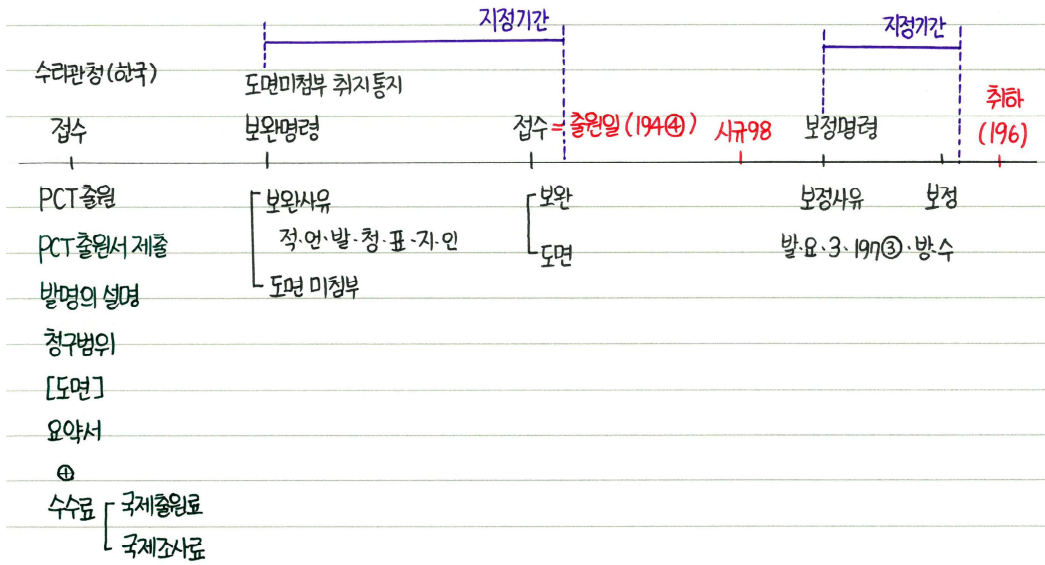 지정기간
지정기간
수리관청(한국)
도면미첨부 취지통지
취하
접수
보완명령
접수 = 출원일 (194④)
시규98
보정명령
(196)
PCT출원
보완사유
보완
보정사유
보정
PCT출원서 제출
적·언·발·청·표·지·인
도면
발·요·3·197③·방·수
발명의 설명
도면 미첨부
청구범위
[도면]
요약서
⊕
수수료
국제출원료
국제조사료